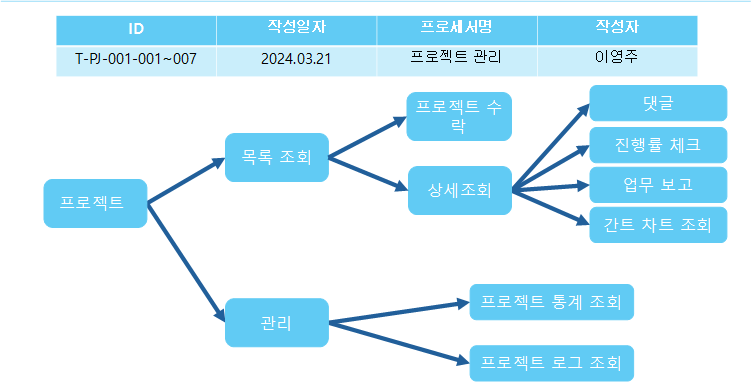 ID 작성일자 프로세서명 작성자
T-PJ-001-001~007 2024.03.21 프로젝트 관리 이영주
프로젝트 수
락
댓글
목록 조회
진행률 체크
상세조회
업무 보고
프로젝트
간트 차트 조회
관리
프로젝트 통계 조회
프로젝트 로그 조회